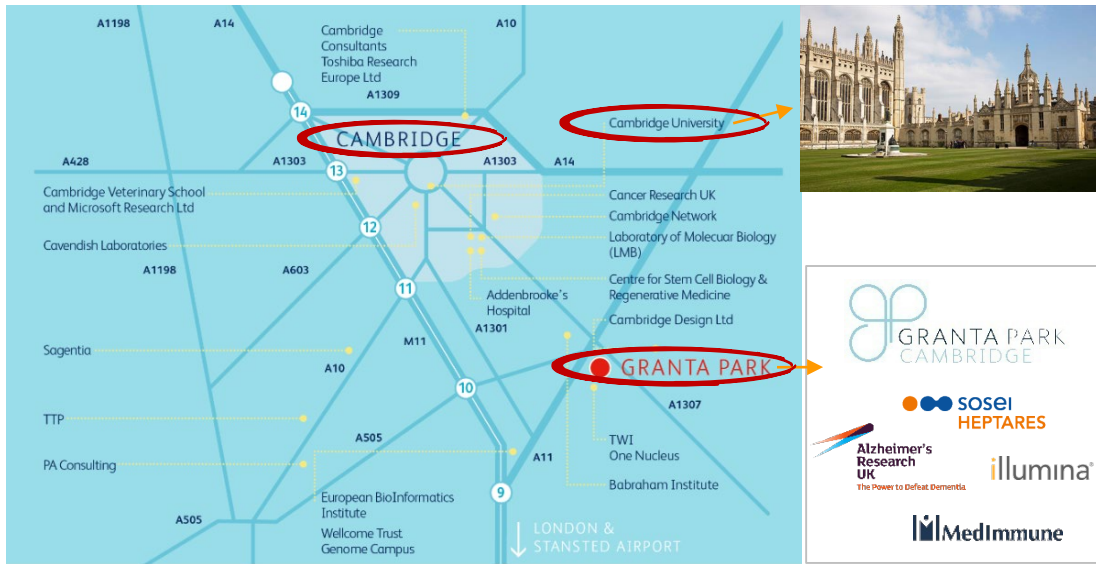 A1198
A14
A10
Cambridge
Consultants
Toshiba Research
Europe Ltd
A1309
14
CAMBRIDGE
Cambridge University
A428
A1303
13
A1303
A14
Cambridge Veterinary School
and Microsoft Research Ltd
Cancer Research UK
Cambridge Network
12
Cavendish Laboratories
Laboratory of Molecuar Biology
(LMB)
A1198
A603
11
Centre for Stem Cell Biology &
Regenerative Medicine
Addenbrooke's
Hospital
Cambridge Design Ltd
A1301
M11
Sagentia
A10
GRANTA PARK
10
A1307
TTP
A505
TWI
One Nucleus
A11
PA Consulting
Babraham Institute
9
European BioInformatics
Institute
Wellcome Trust
Genome Campus
A505
LONDON &
STANSTED AIRPORT
GRANTA PARK
CAMBRIDGE
sosei
HEPTARES
Alzheimer's
Research
UK
The Power to Defeat Dementia
illumina®
MedImmune